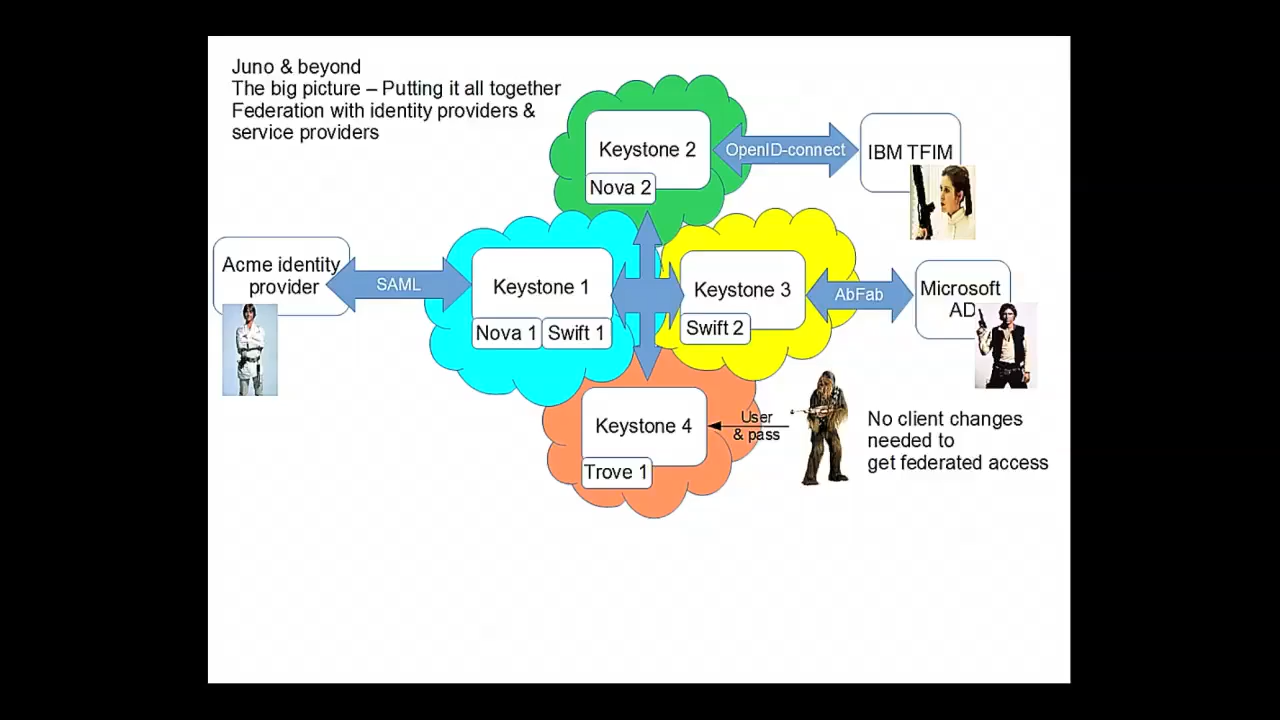 Juno & beyond
The big picture – Putting it all together
Federation with identity providers &
service providers
Keystone 2
Nova 2
OpenID-connect
IBM TFIM
Acme identity
provider
SAML
Keystone 1
Nova 1
Swift 1
Keystone 3
Swift 2
AbFab
Microsoft
AD
Keystone 4
Trove 1
User
& pass
No client changes
needed to
get federated access